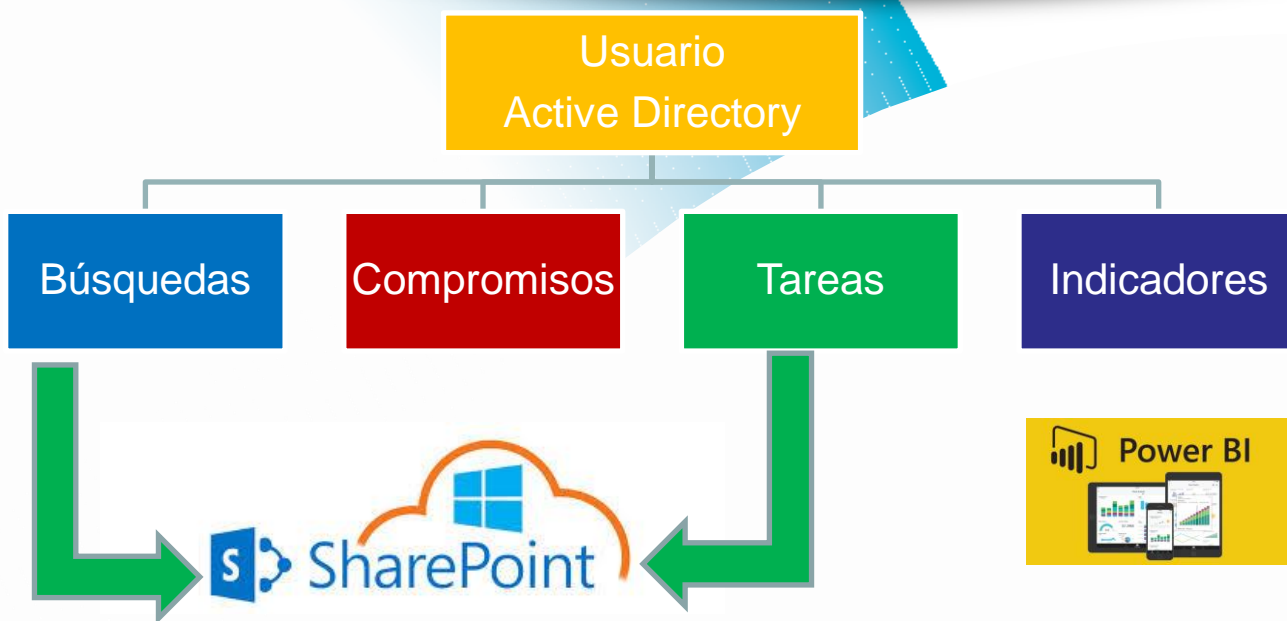 Usuario
Active Directory
Búsquedas
Compromisos
Tareas
Indicadores
S
SharePoint
Power BI